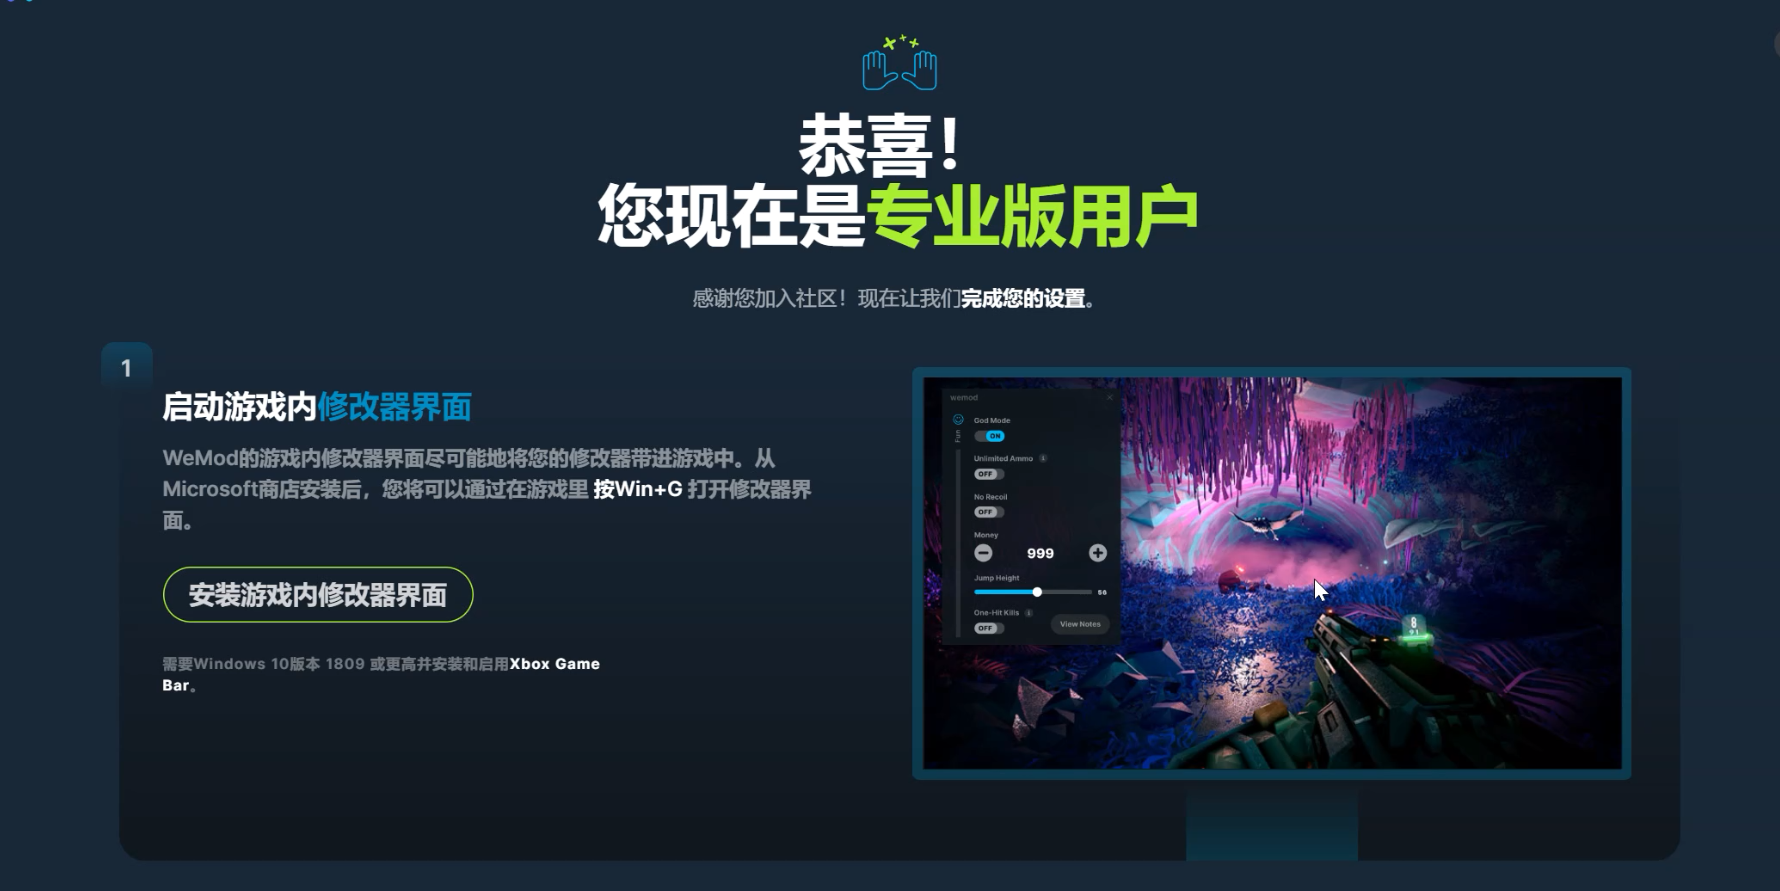 恭喜！
您现在是专业版用户
感谢您加入社区！现在让我们完成您的设置。
1
启动游戏内修改器界面
WeMod的游戏内修改器界面尽可能地将您的修改器带进游戏中。从
Microsoft商店安装后，您将可以通过在游戏里 按Win+G 打开修改器界
面。
安装游戏内修改器界面
需要Windows 10版本 1809 或更高并安装和启用Xbox Game
Bar。
wemod
Fun
God Mode
ON
Unlimited Ammo
OFF
No Recoil
OFF
Money
999
Jump Height
56
One-Hit Kills
OFF
View Notes
8
91